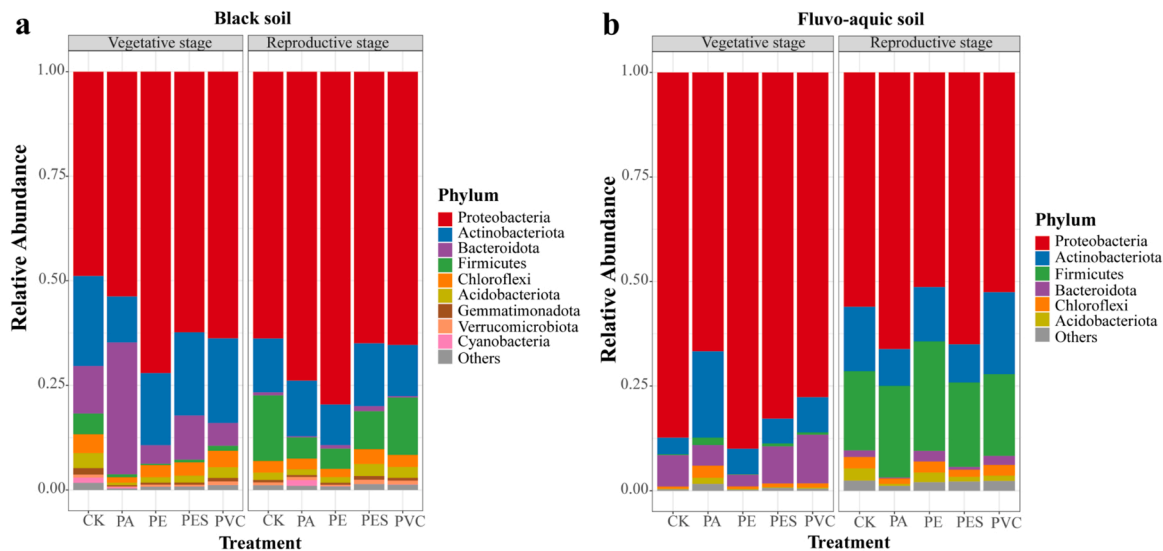 a
Black soil
Vegetative stage
Reproductive stage
Relative Abundance
1.00
0.75
0.50
0.25
0.00
CK PA PE PES PVC
CK PA PE PES PVC
Treatment
Phylum
Proteobacteria
Actinobacteriota
Bacteroidota
Firmicutes
Chloroflexi
Acidobacteriota
Gemmatimonadota
Verrucomicrobiota
Cyanobacteria
Others
b
Fluvo-aquic soil
Vegetative stage
Reproductive stage
Relative Abundance
1.00
0.75
0.50
0.25
0.00
CK PA PE PES PVC
CK PA PE PES PVC
Treatment
Phylum
Proteobacteria
Actinobacteriota
Firmicutes
Bacteroidota
Chloroflexi
Acidobacteriota
Others